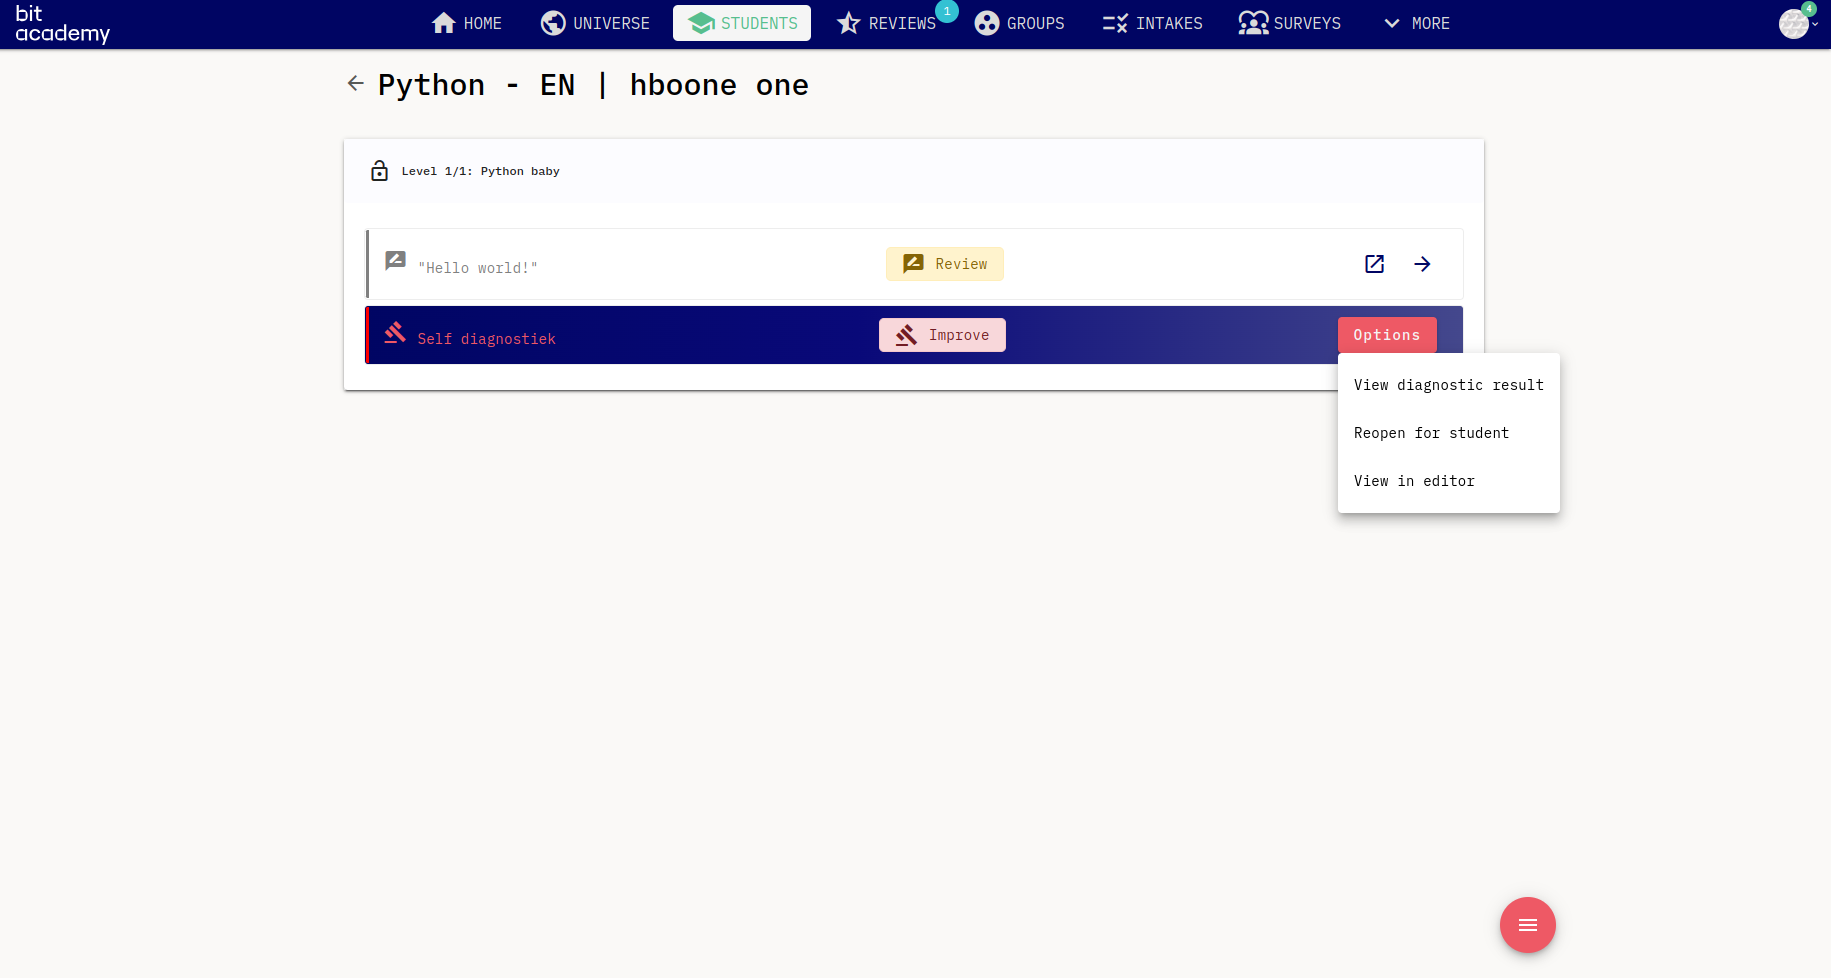 bit
academy
HOME
UNIVERSE
STUDENTS
REVIEWS
1
GROUPS
INTAKES
SURVEYS
MORE
4
Python - EN | hboone one
Level 1/1: Python baby
"Hello world!"
Review
Self diagnostiek
Improve
Options
View diagnostic result
Reopen for student
View in editor